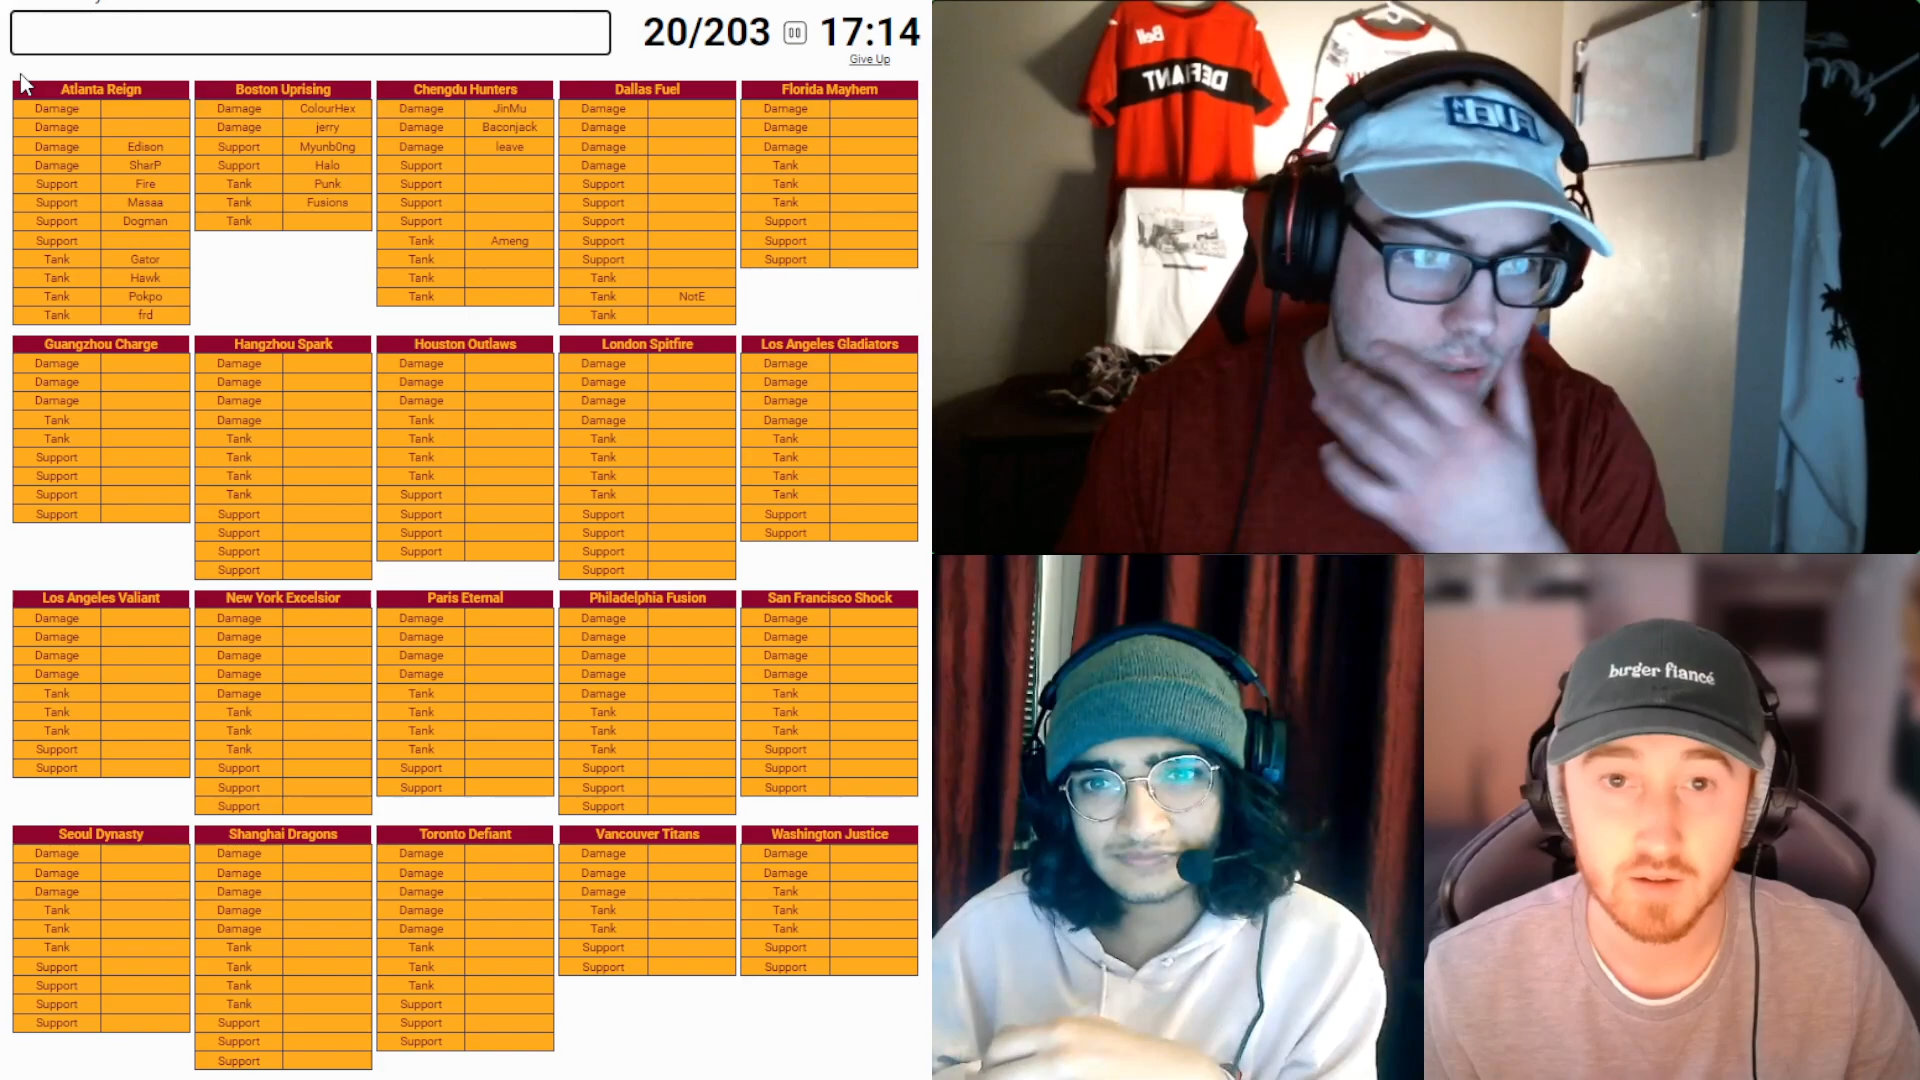 20/203 17:14
Give Up
Atlanta Reign
Damage
Damage
Damage Edison
Damage SharP
Support Fire
Support Masaa
Support Dogman
Support
Tank Gator
Tank Hawk
Tank Pokpo
Tank frd
Boston Uprising
Damage ColourHex
Damage jerry
Support Myunb0ng
Support Halo
Tank Punk
Tank Fusions
Tank
Chengdu Hunters
Damage JinMu
Damage Baconjack
Damage leave
Support
Support
Support
Support
Tank Ameng
Tank
Tank
Tank
Dallas Fuel
Damage
Damage
Damage
Damage
Support
Support
Support
Support
Support
Tank
Tank NotE
Tank
Florida Mayhem
Damage
Damage
Damage
Tank
Tank
Tank
Support
Support
Support
Guangzhou Charge
Damage
Damage
Damage
Tank
Tank
Support
Support
Support
Support
Hangzhou Spark
Damage
Damage
Damage
Damage
Tank
Tank
Tank
Tank
Support
Support
Support
Support
Houston Outlaws
Damage
Damage
Damage
Tank
Tank
Tank
Tank
Support
Support
Support
Support
London Spitfire
Damage
Damage
Damage
Damage
Tank
Tank
Tank
Tank
Support
Support
Support
Support
Los Angeles Gladiators
Damage
Damage
Damage
Damage
Tank
Tank
Tank
Tank
Support
Support
Los Angeles Valiant
Damage
Damage
Damage
Damage
Tank
Tank
Tank
Support
Support
New York Excelsior
Damage
Damage
Damage
Damage
Damage
Tank
Tank
Tank
Support
Support
Support
Paris Eternal
Damage
Damage
Damage
Damage
Tank
Tank
Tank
Support
Support
Support
Philadelphia Fusion
Damage
Damage
Damage
Damage
Damage
Tank
Tank
Tank
Support
Support
Support
San Francisco Shock
Damage
Damage
Damage
Damage
Tank
Tank
Tank
Support
Support
Support
Seoul Dynasty
Damage
Damage
Damage
Tank
Tank
Tank
Support
Support
Support
Support
Shanghai Dragons
Damage
Damage
Damage
Damage
Damage
Tank
Tank
Tank
Tank
Support
Support
Support
Toronto Defiant
Damage
Damage
Damage
Damage
Damage
Tank
Tank
Tank
Support
Support
Support
Vancouver Titans
Damage
Damage
Damage
Tank
Tank
Support
Support
Washington Justice
Damage
Damage
Tank
Tank
Tank
Support
Support
Bell
DEFIANT
FUEL
burger fiancé